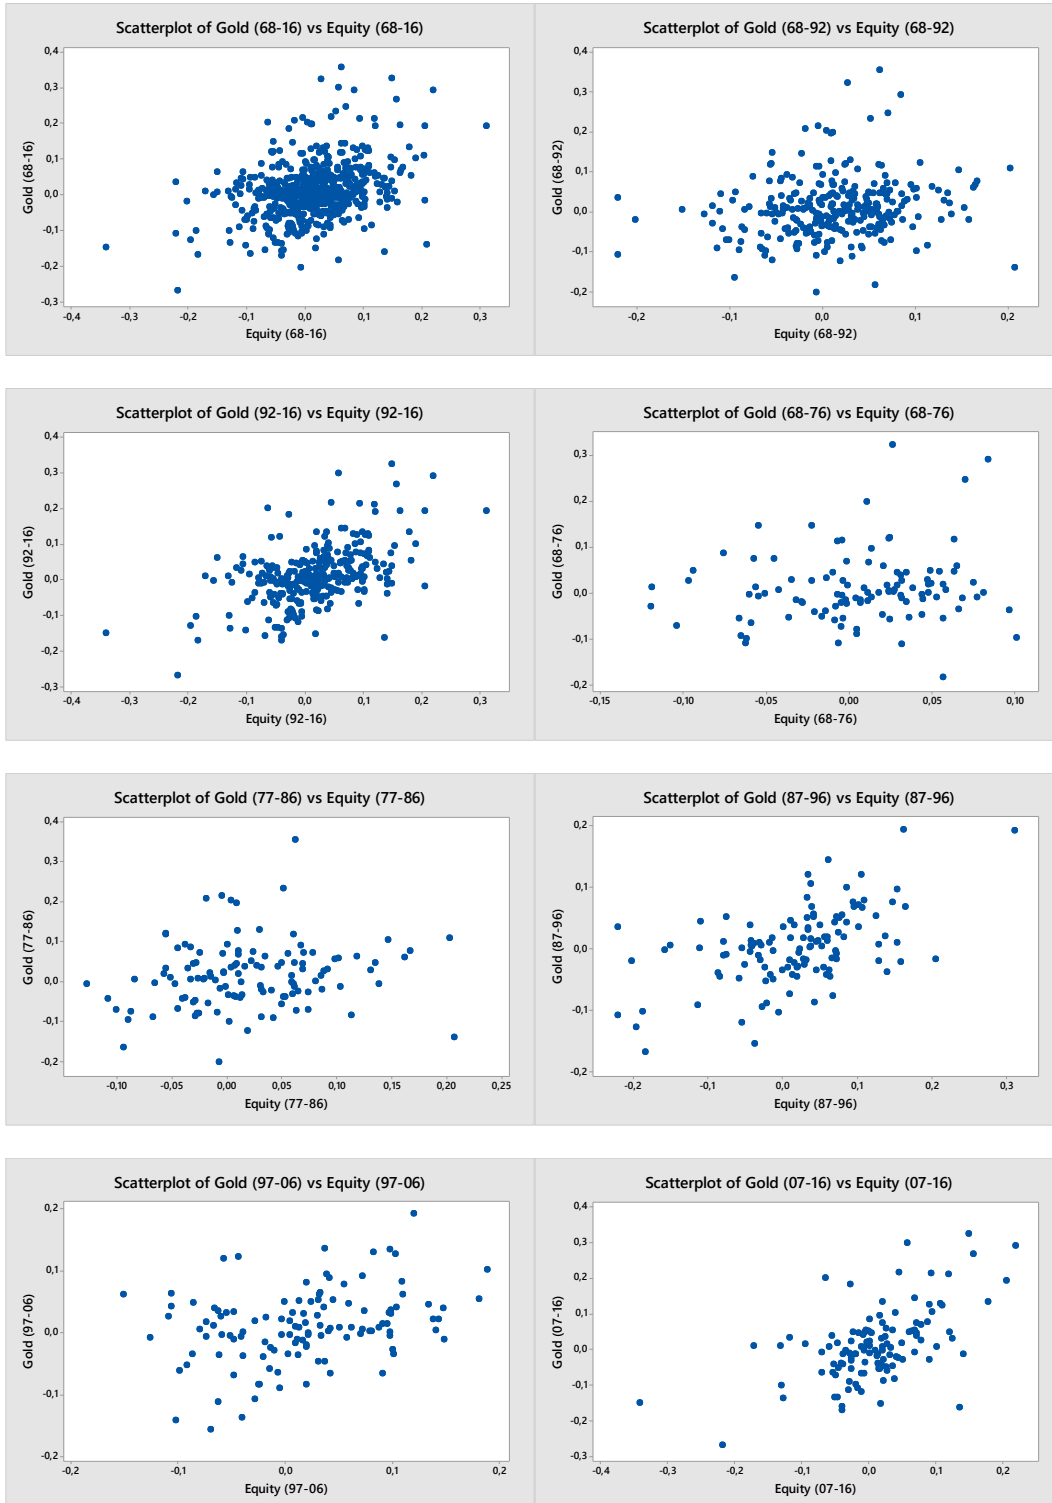 Scatterplot of Gold (68-16) vs Equity (68-16)
0,4
0,3
0,2
0,1
0,0
-0,1
-0,2
-0,3
Gold (68-16)
-0,4 -0,3 -0,2 -0,1 0,0 0,1 0,2 0,3
Equity (68-16)
Scatterplot of Gold (68-92) vs Equity (68-92)
0,4
0,3
0,2
0,1
0,0
-0,1
-0,2
Gold (68-92)
-0,2 -0,1 0,0 0,1 0,2
Equity (68-92)
Scatterplot of Gold (92-16) vs Equity (92-16)
0,4
0,3
0,2
0,1
0,0
-0,1
-0,2
-0,3
Gold (92-16)
-0,4 -0,3 -0,2 -0,1 0,0 0,1 0,2 0,3
Equity (92-16)
Scatterplot of Gold (68-76) vs Equity (68-76)
0,3
0,2
0,1
0,0
-0,1
-0,2
Gold (68-76)
-0,15 -0,10 -0,05 0,00 0,05 0,10
Equity (68-76)
Scatterplot of Gold (77-86) vs Equity (77-86)
0,4
0,3
0,2
0,1
0,0
-0,1
-0,2
Gold (77-86)
-0,10 -0,05 0,00 0,05 0,10 0,15 0,20 0,25
Equity (77-86)
Scatterplot of Gold (87-96) vs Equity (87-96)
0,2
0,1
0,0
-0,1
-0,2
Gold (87-96)
-0,2 -0,1 0,0 0,1 0,2 0,3
Equity (87-96)
Scatterplot of Gold (97-06) vs Equity (97-06)
0,2
0,1
0,0
-0,1
-0,2
Gold (97-06)
-0,2 -0,1 0,0 0,1 0,2
Equity (97-06)
Scatterplot of Gold (07-16) vs Equity (07-16)
0,4
0,3
0,2
0,1
0,0
-0,1
-0,2
-0,3
Gold (07-16)
-0,4 -0,3 -0,2 -0,1 0,0 0,1 0,2
Equity (07-16)